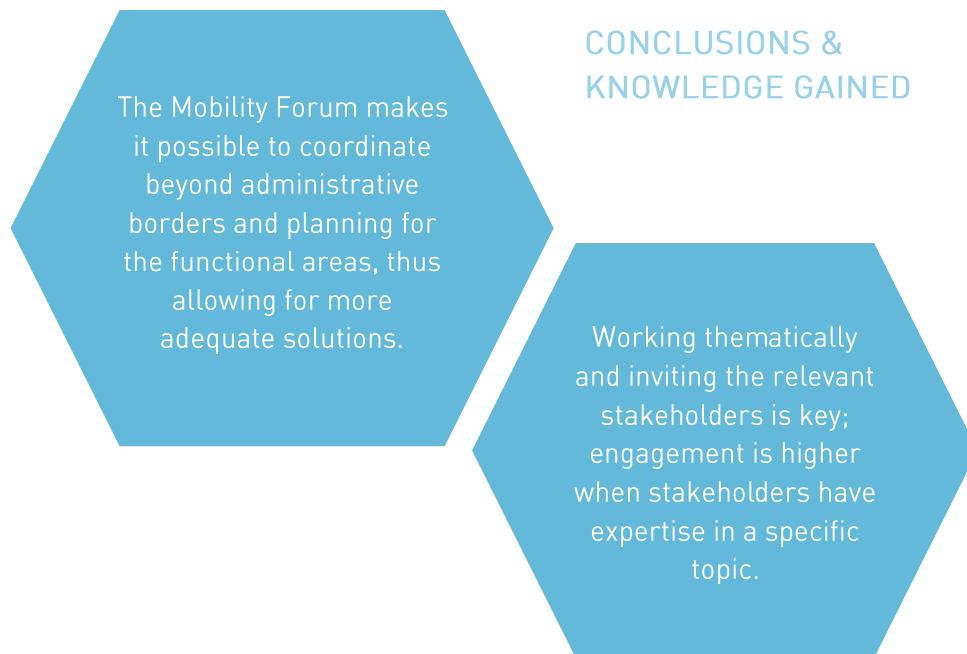 CONCLUSIONS &
KNOWLEDGE GAINED
The Mobility Forum makes
it possible to coordinate
beyond administrative
borders and planning for
the functional areas, thus
allowing for more
adequate solutions.
Working thematically
and inviting the relevant
stakeholders is key;
engagement is higher
when stakeholders have
expertise in a specific
topic.